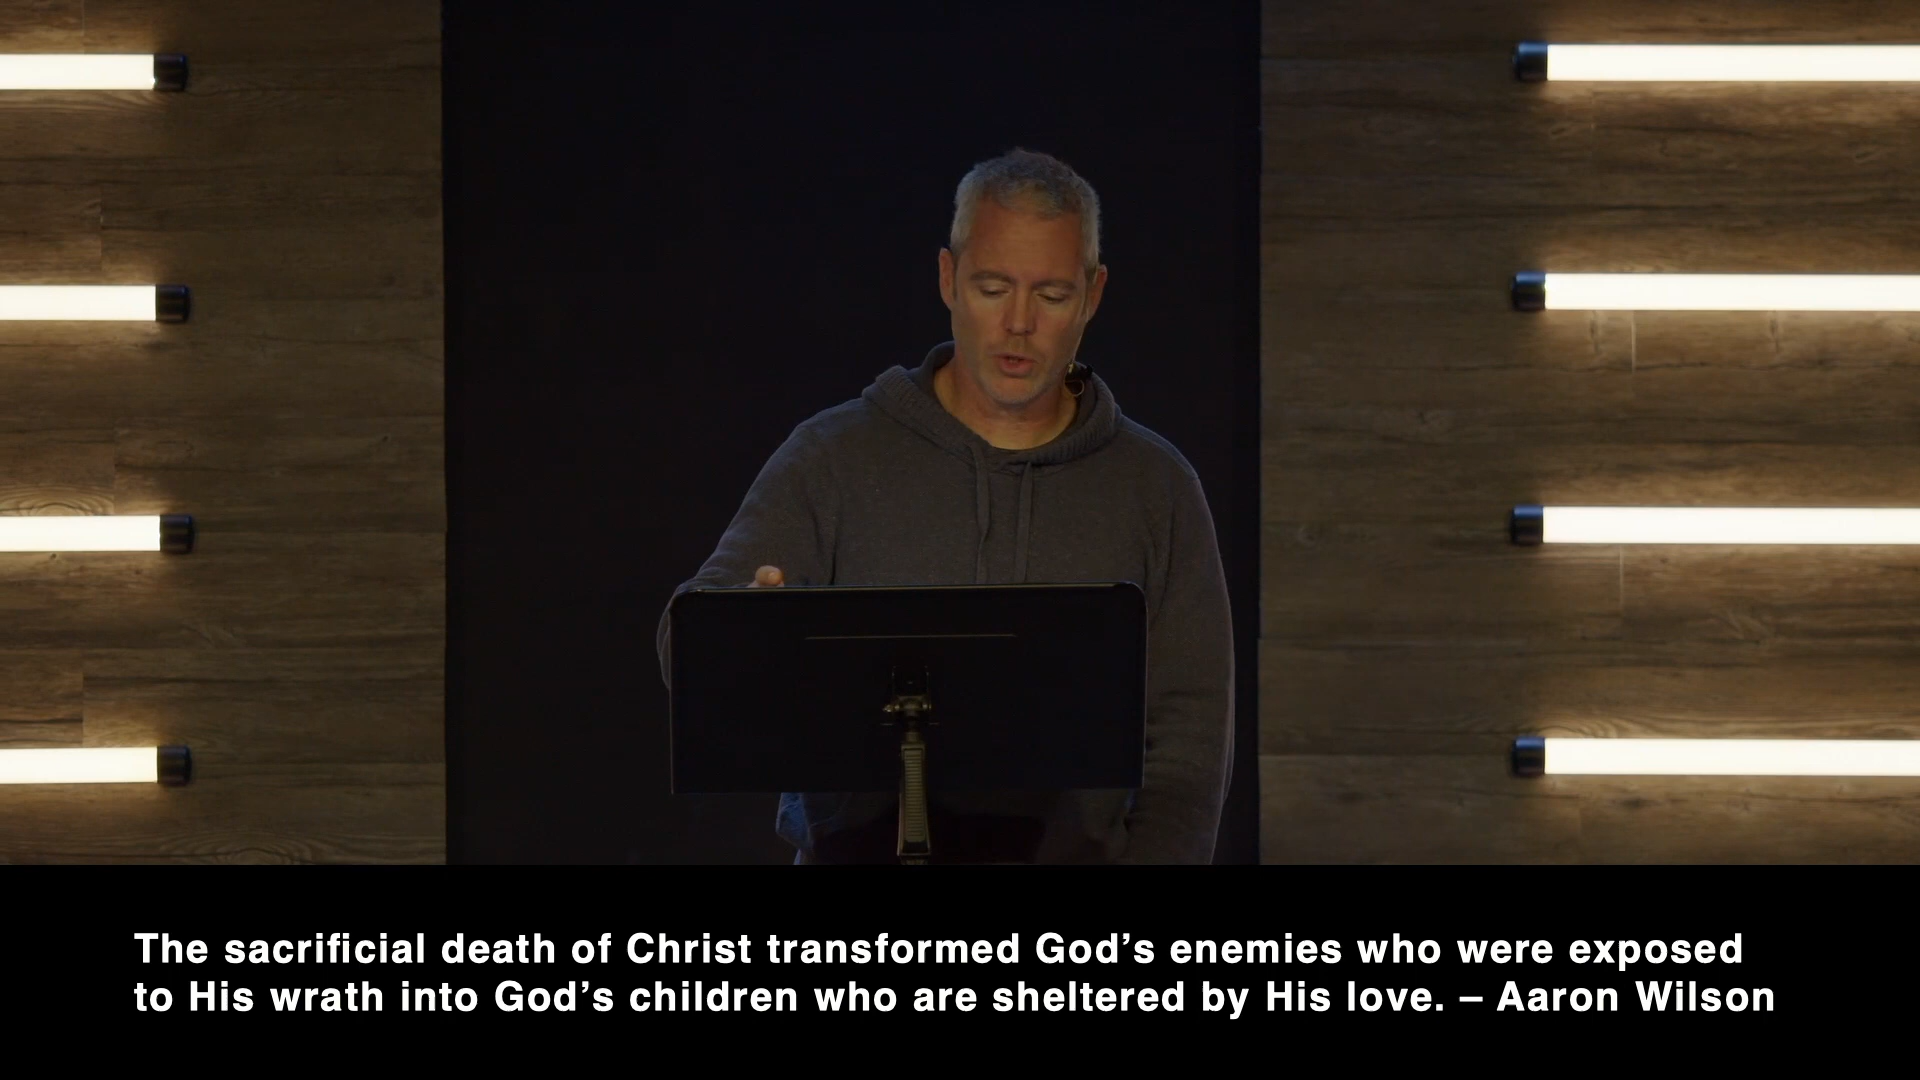 The sacrificial death of Christ transformed God’s enemies who were exposed
to His wrath into God’s children who are sheltered by His love. – Aaron Wilson